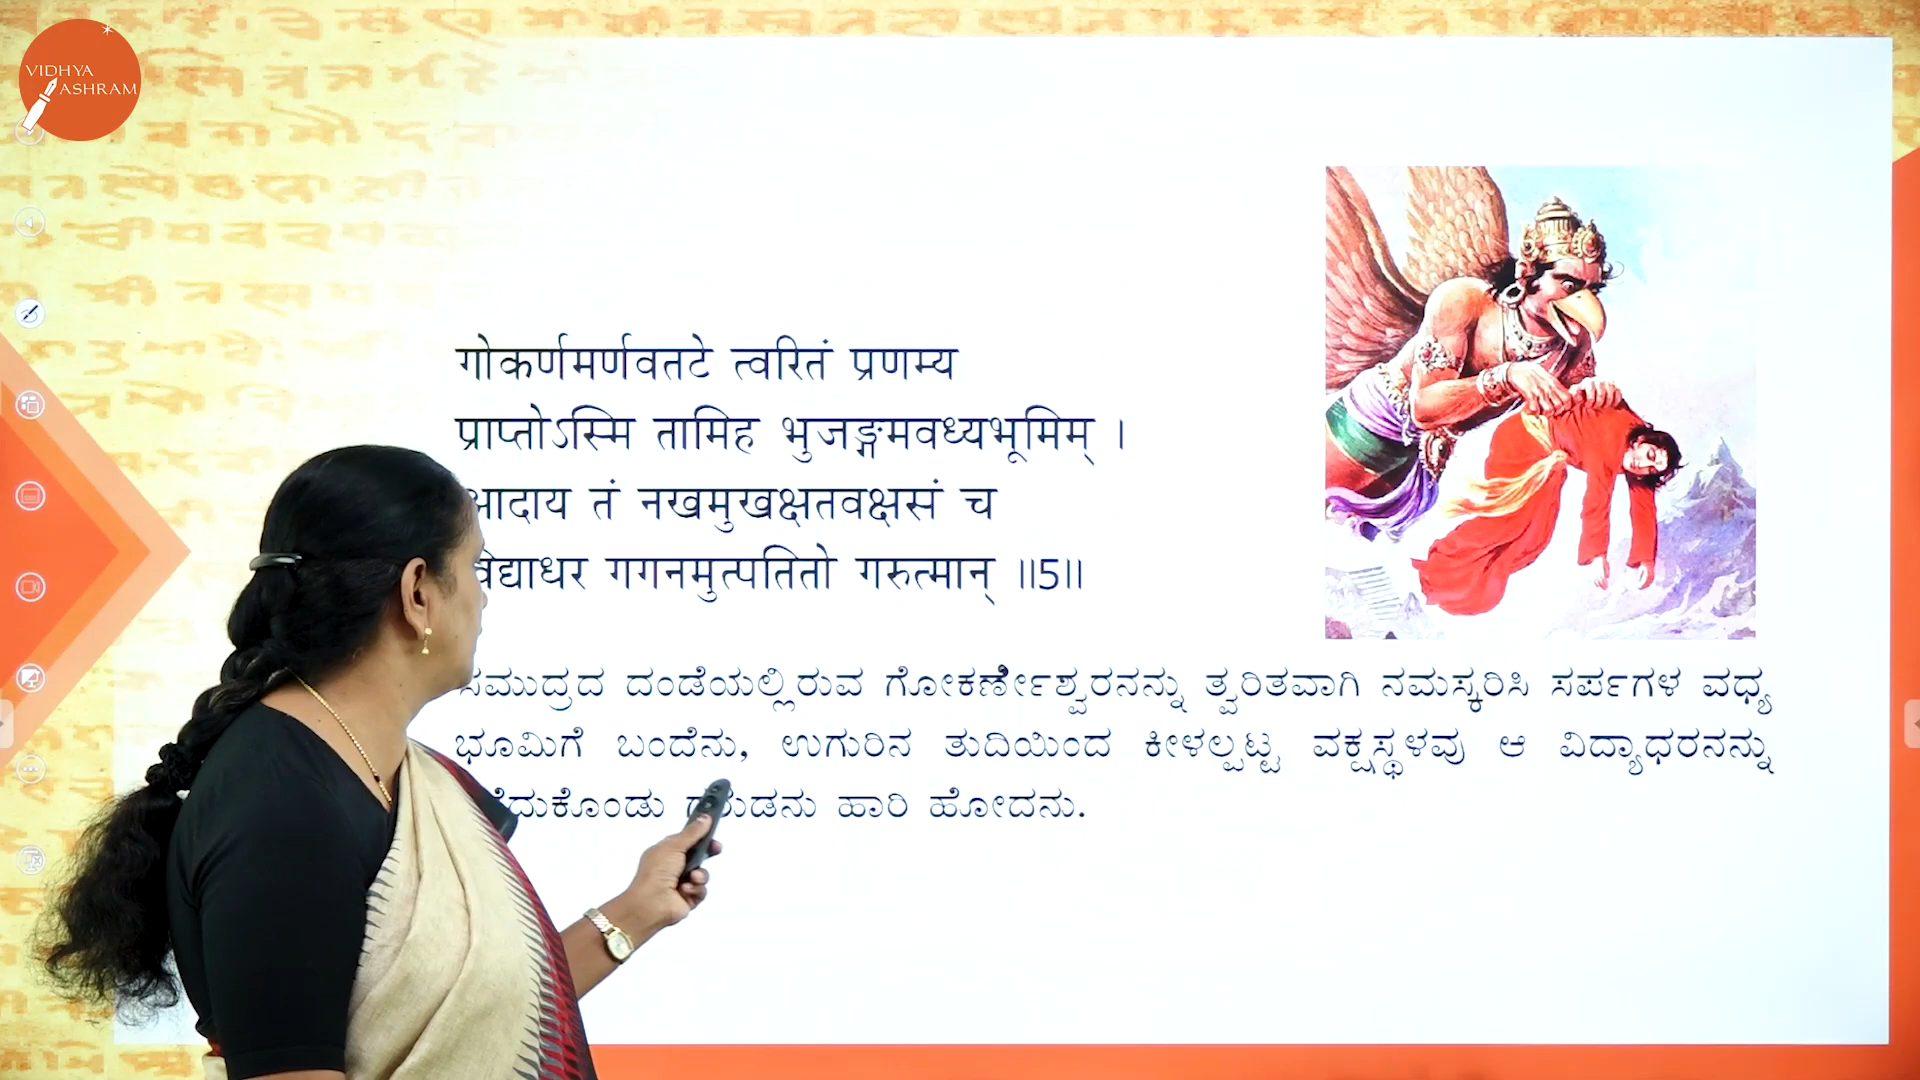 VIDHYA
ASHRAM
गोकर्णमर्णवतटे त्वरितं प्रणम्य
प्राप्तोऽस्मि तामिह भुजङ्गमवध्यभूमिम् ।
आदाय तं नखमुखक्षतवक्षसं च
विद्याधर गगनमुत्पतितो गरुत्मान् ॥5॥
ಸಮುದ್ರದ ದಂಡೆಯಲ್ಲಿರುವ ಗೋಕರ್ಣೇಶ್ವರನನ್ನು ತ್ವರಿತವಾಗಿ ನಮಸ್ಕರಿಸಿ ಸರ್ಪಗಳ ವಧ್ಯ
ಭೂಮಿಗೆ ಬಂದೆನು, ಉಗುರಿನ ತುದಿಯಿಂದ ಕೀಳಲ್ಪಟ್ಟ ವಕ್ಷಸ್ಥಳವು ಆ ವಿದ್ಯಾಧರನನ್ನು
ಗರುಡನು ಹಾರಿ ಹೋದನು.